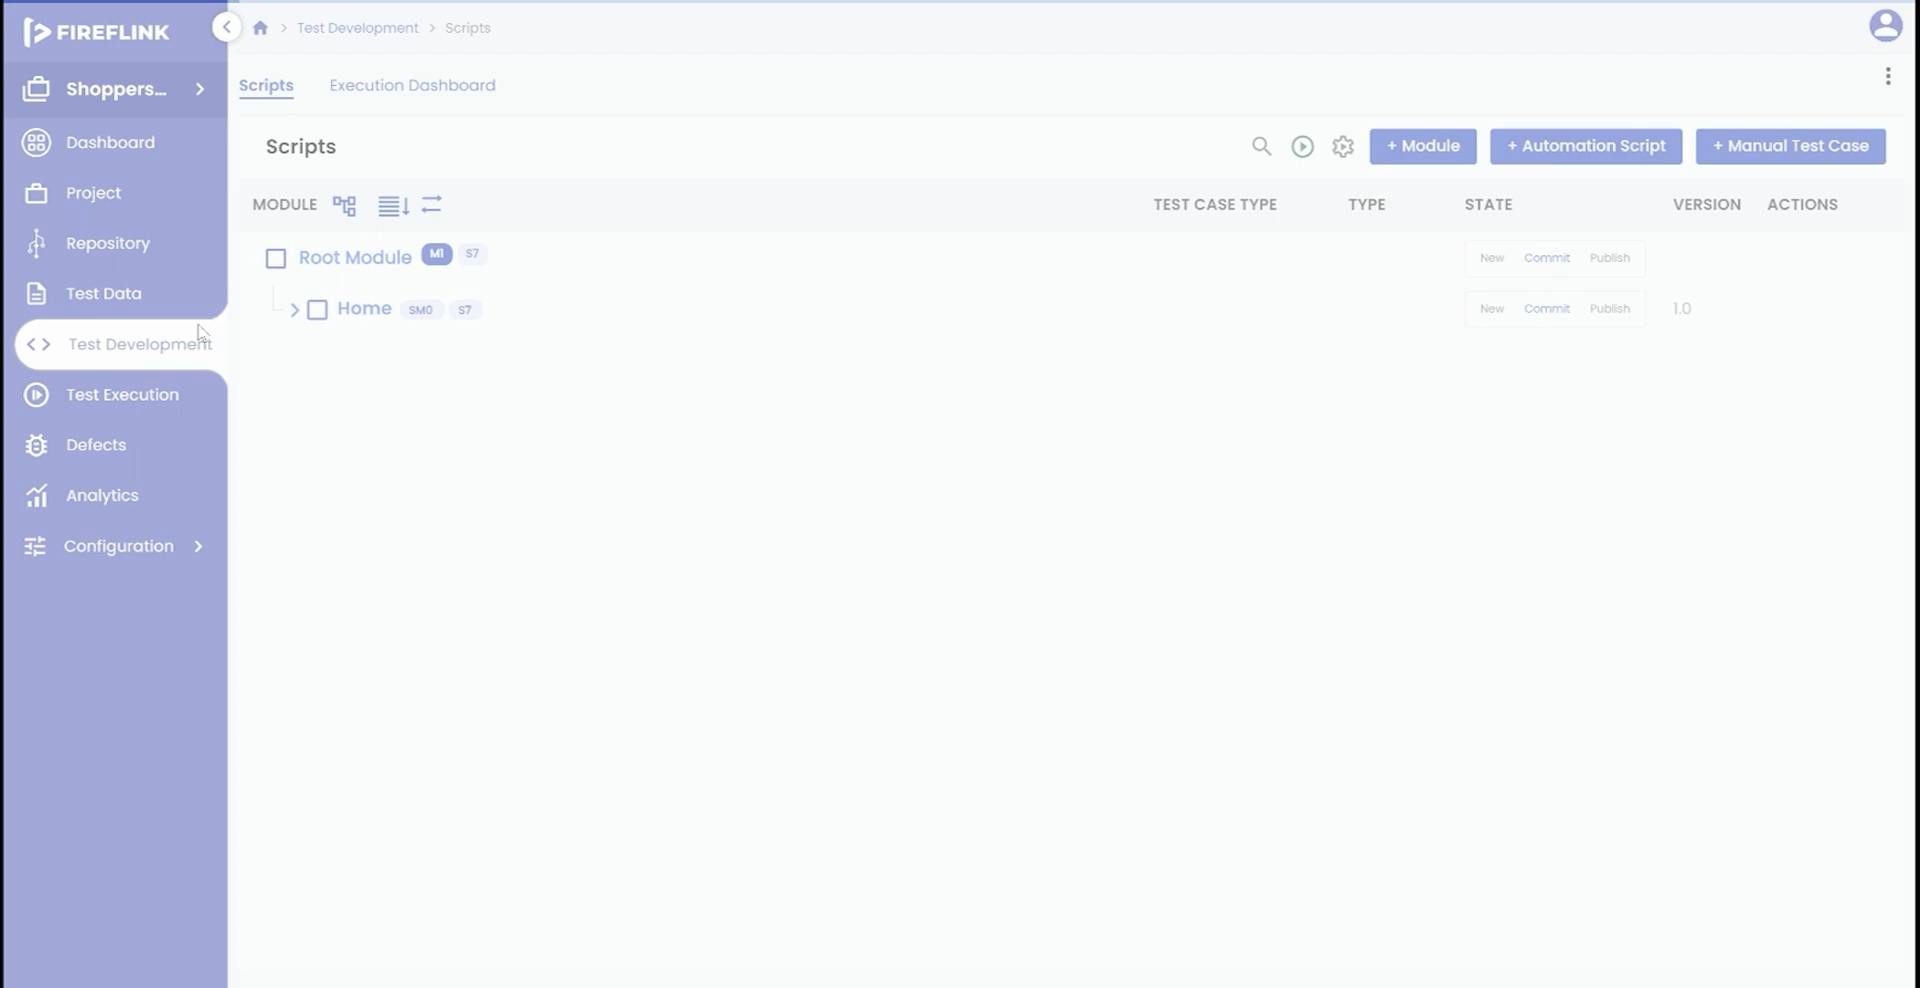 FIREFLINK
Test Development
Scripts
Shoppers...
Scripts
Execution Dashboard
Dashboard
Project
Repository
Test Data
Test Development
Test Execution
Defects
Analytics
Configuration
Scripts
+ Module
+ Automation Script
+ Manual Test Case
MODULE
TEST CASE TYPE
TYPE
STATE
VERSION
ACTIONS
Root Module M1 S7
New Commit Publish
Home SM0 S7
New Commit Publish
1.0